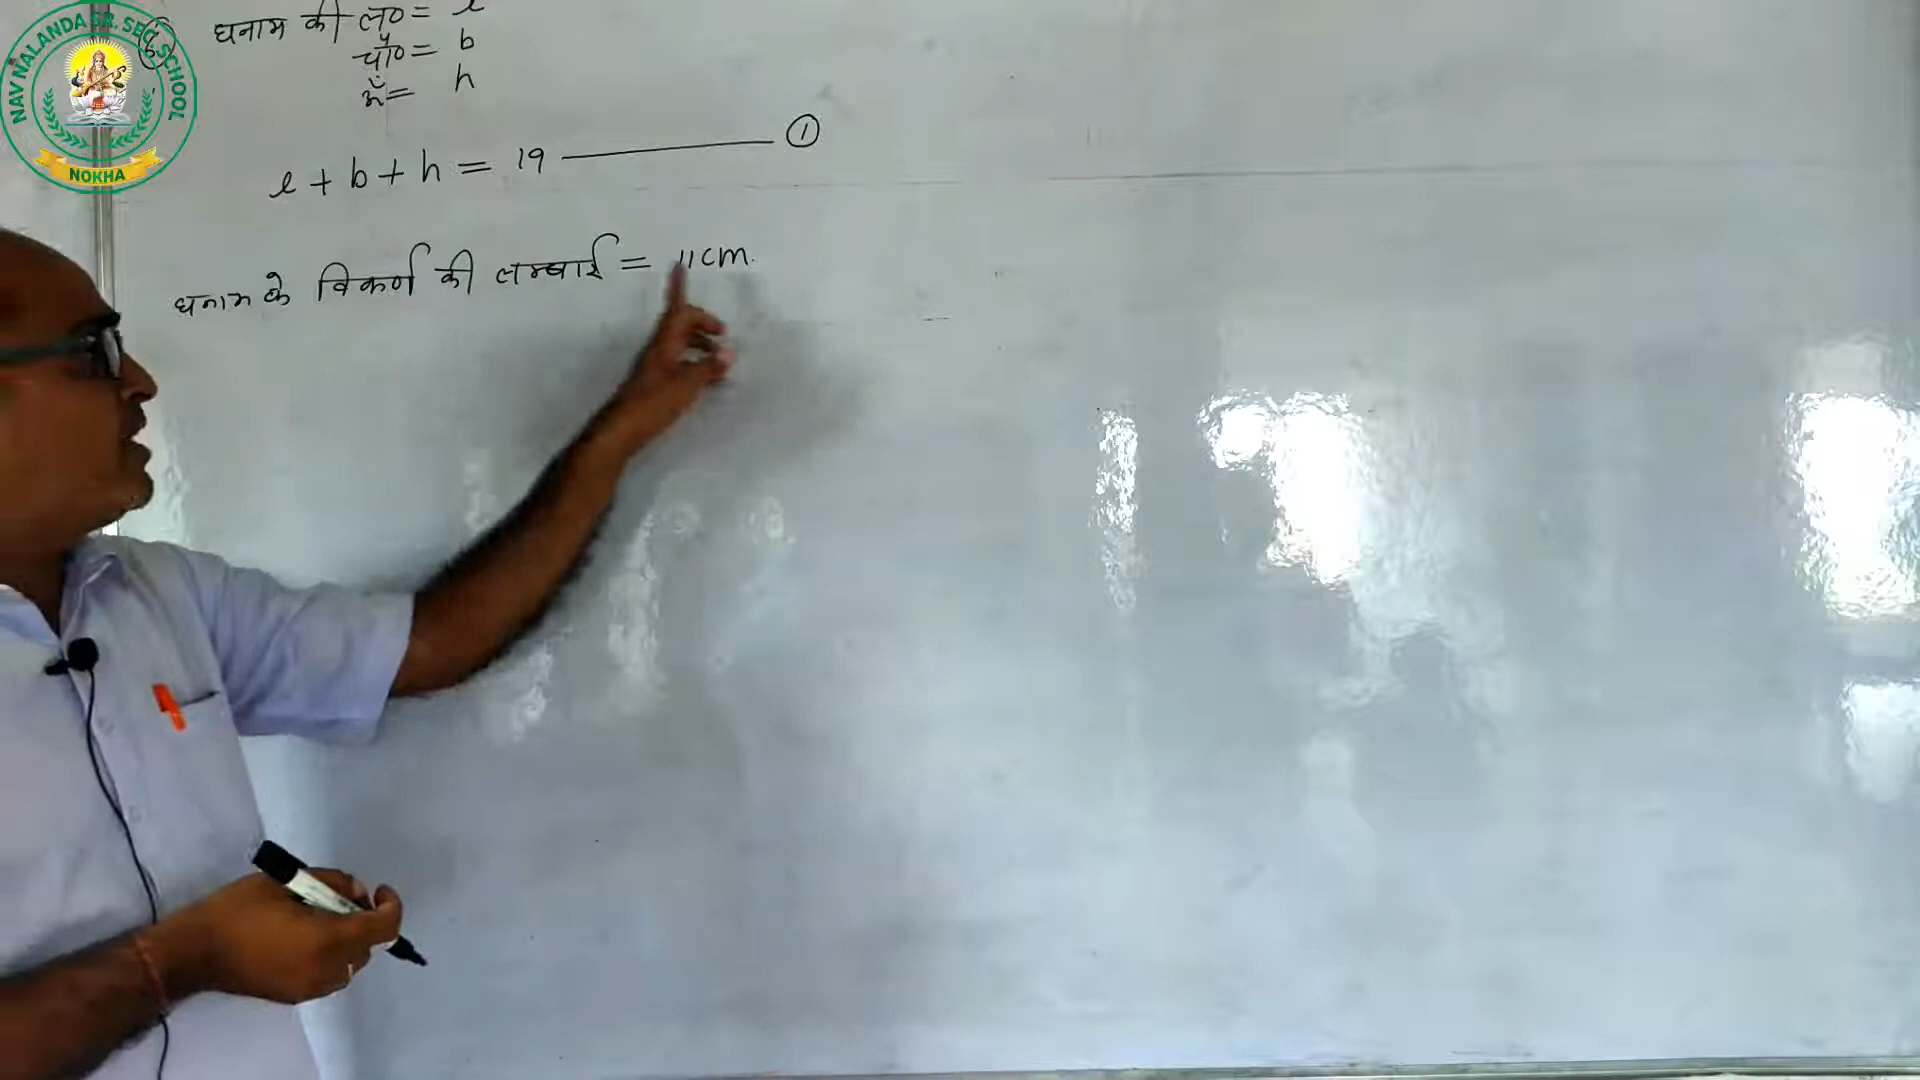 NAV NALANDA SR. SEC. SCHOOL
NOKHA
घनाभ की ल० = l
चौ० = b
ऊँ = h
l + b + h = 19 ——— ①
घनाभ के विकर्ण की लम्बाई = 11cm.